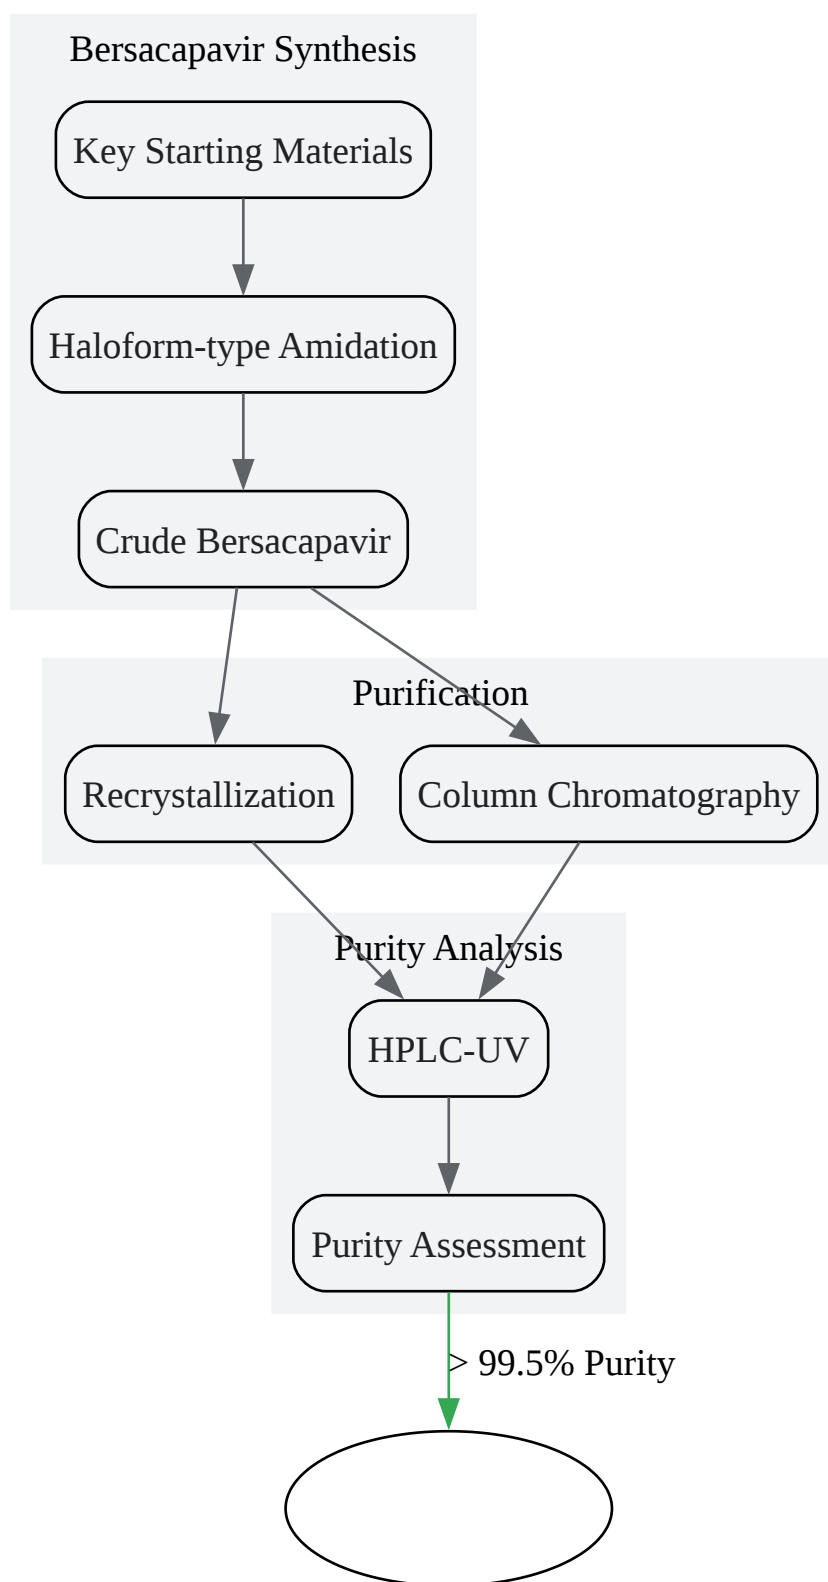 Bersacapavir Synthesis
Key Starting Materials
Haloform-type Amidation
Crude Bersacapavir
Purification
Recrystallization
Column Chromatography
Purity Analysis
HPLC-UV
Purity Assessment
> 99.5% Purity